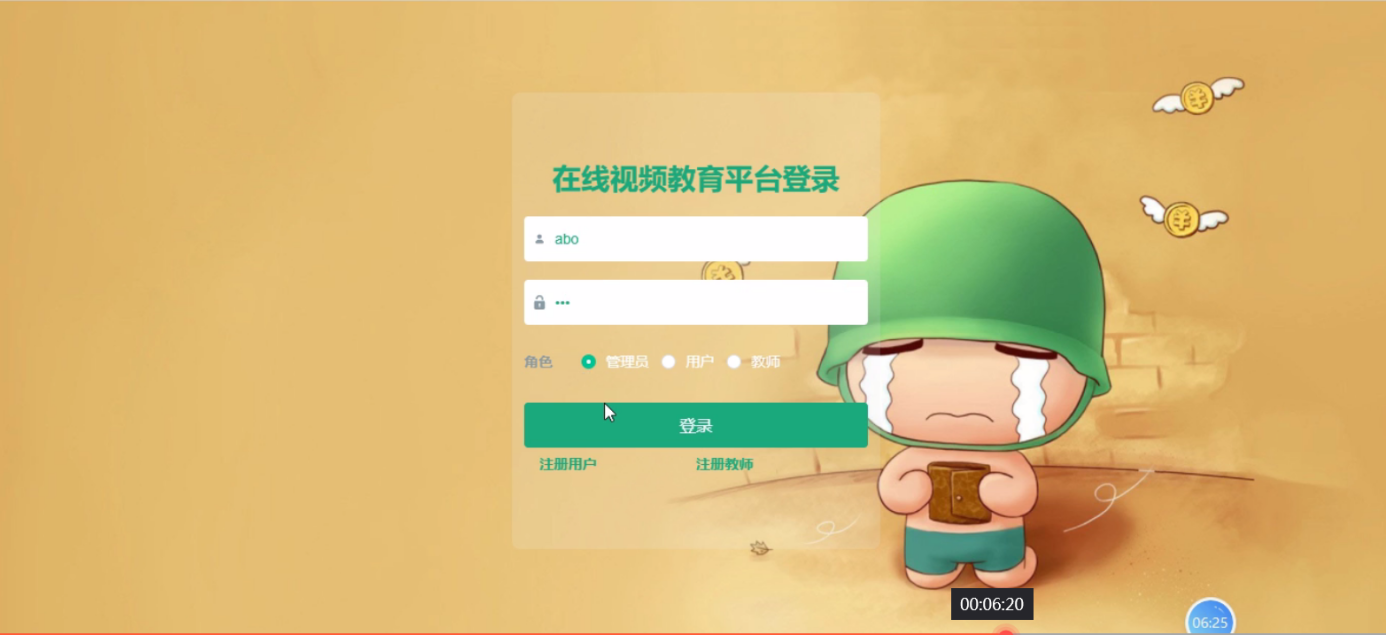 在线视频教育平台登录
abo
•••
角色 管理员 用户 教师
登录
注册用户 注册教师
00:06:20
06:25